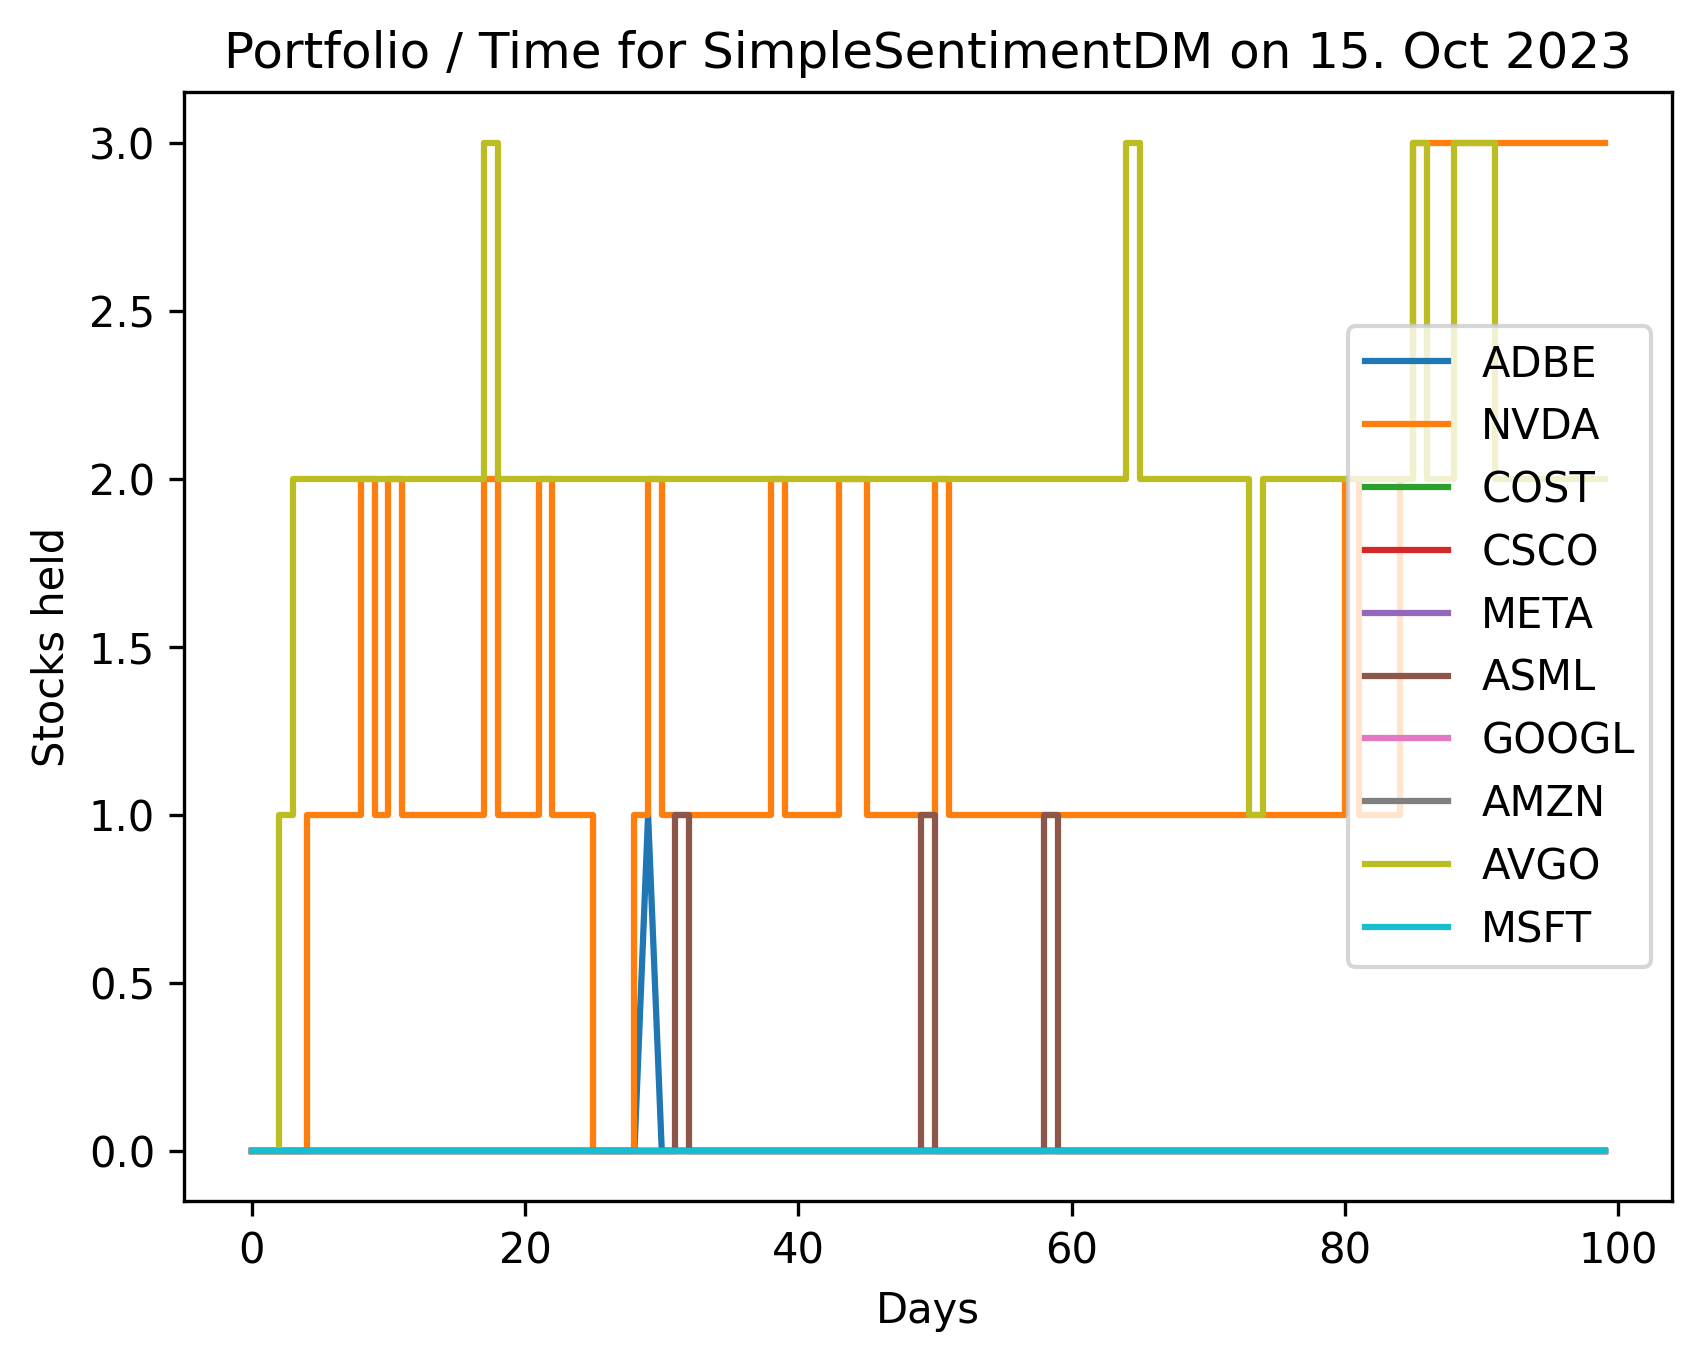 Portfolio / Time for SimpleSentimentDM on 15. Oct 2023
3.0
2.5
2.0
1.5
1.0
0.5
0.0
Stocks held
ADBE
NVDA
COST
CSCO
META
ASML
GOOGL
AMZN
AVGO
MSFT
0 20 40 60 80 100
Days